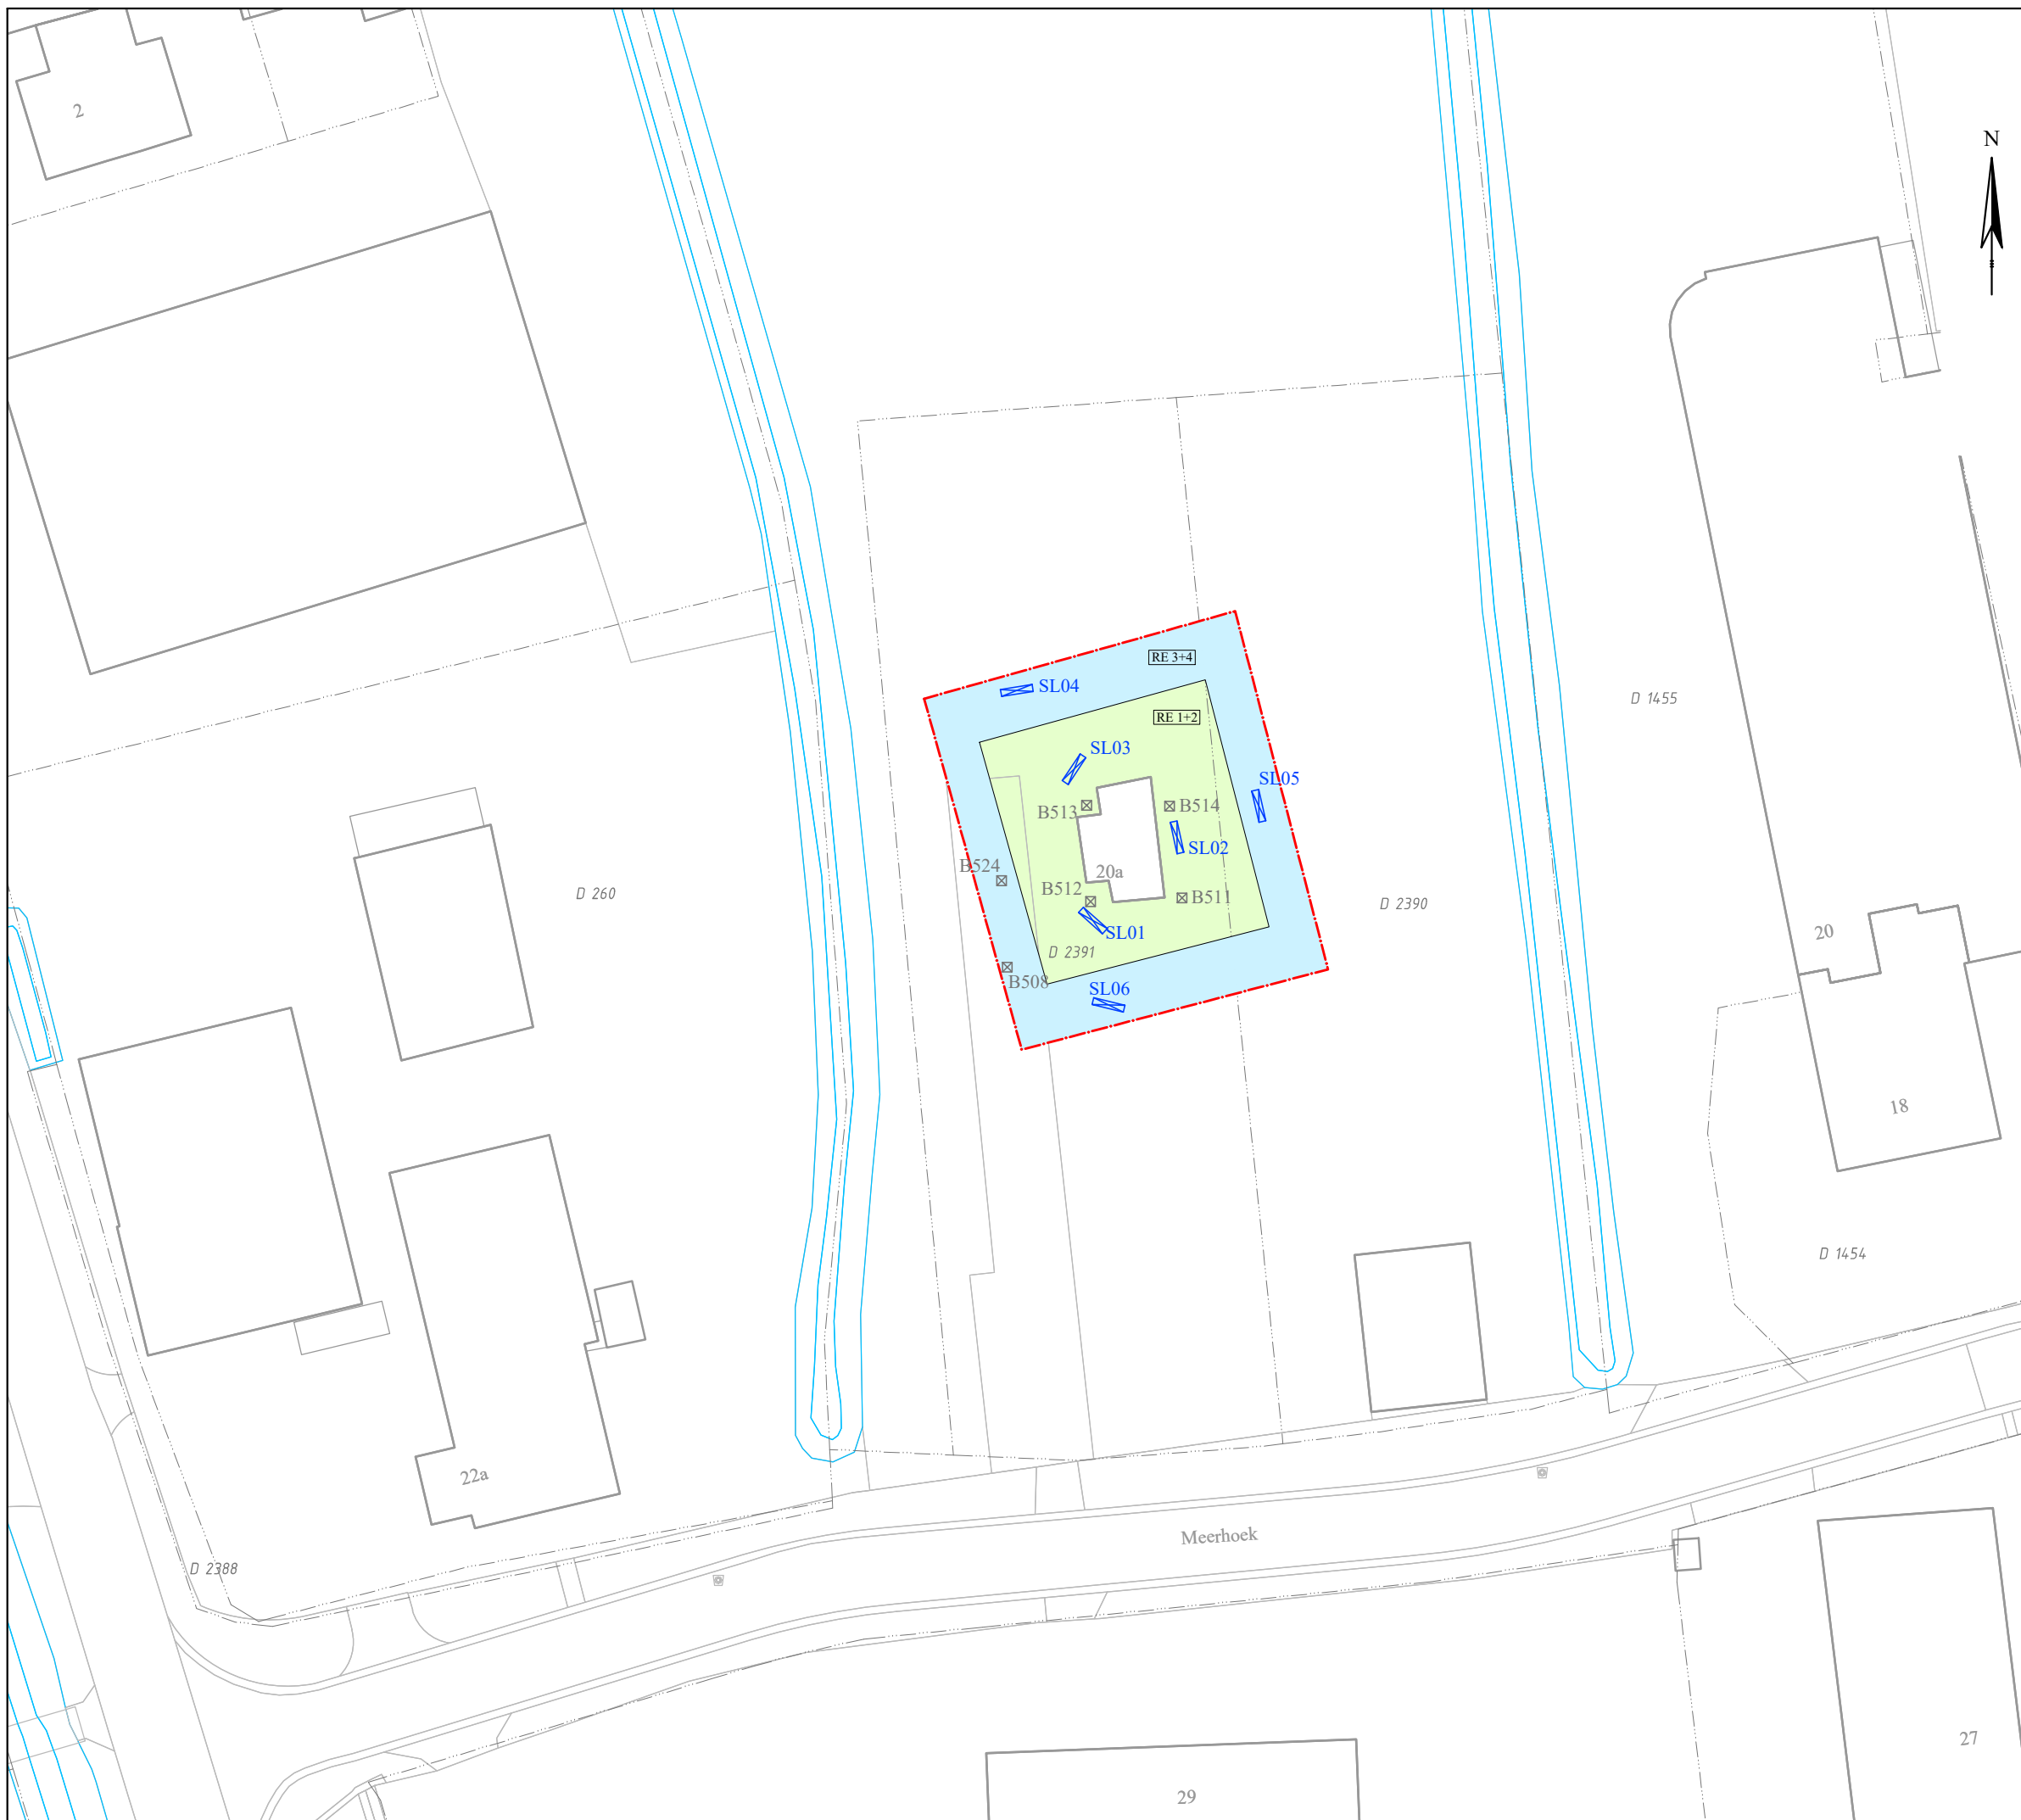 2
N
RE 3+4
SL04
D 1455
RE 1+2
SL03
SL05
B513
B514
SL02
B524
20a
D 260
B512
B511
D 2390
20
SL01
D 2391
B508
SL06
18
D 1454
22a
Meerhoek
D 2388
27
29